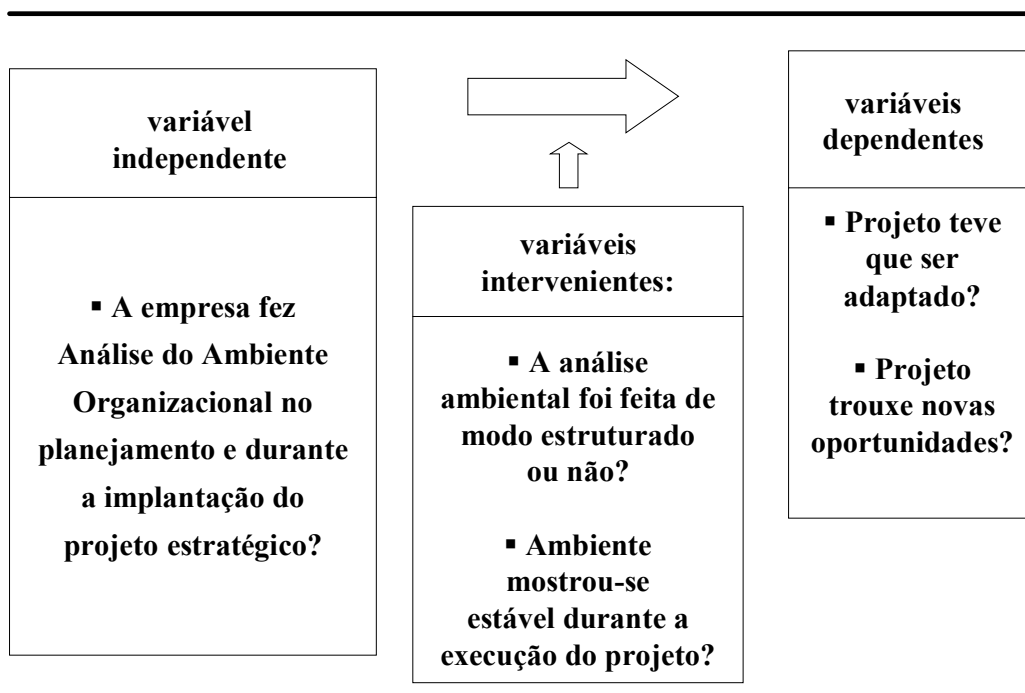 variável
independente
▪ A empresa fez
Análise do Ambiente
Organizacional no
planejamento e durante
a implantação do
projeto estratégico?
variáveis
intervenientes:
▪ A análise
ambiental foi feita de
modo estruturado
ou não?
▪ Ambiente
mostrou-se
estável durante a
execução do projeto?
variáveis
dependentes
▪ Projeto teve
que ser
adaptado?
▪ Projeto
trouxe novas
oportunidades?